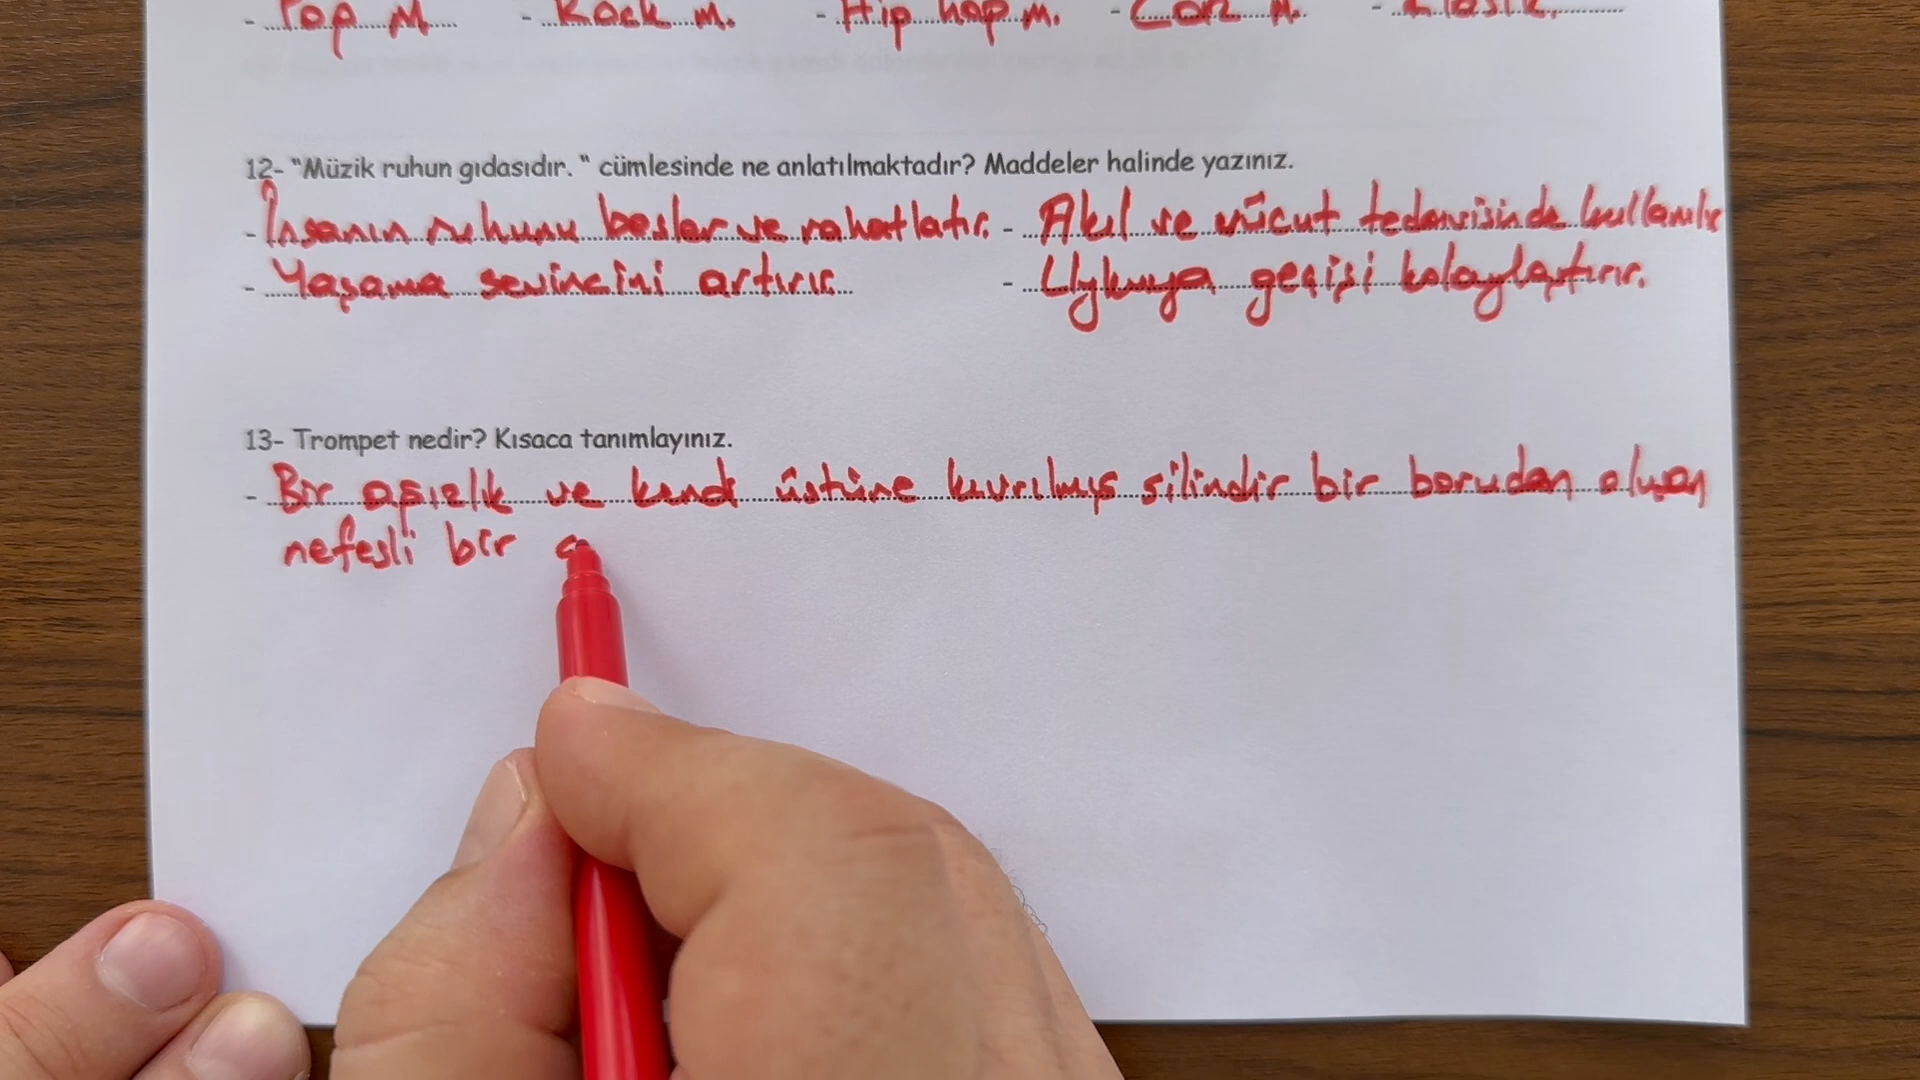 - Pop M. - Rock M. - Hip hop M. - Caz M. - Klasik.
12- "Müzik ruhun gıdasıdır. " cümlesinde ne anlatılmaktadır? Maddeler halinde yazınız.
- İnsanın ruhunu besler ve rahatlatır. - Akıl ve vücut tedavisinde kullanılır
- Yaşama sevincini artırır. - Uykuya geçişi kolaylaştırır.
13- Trompet nedir? Kısaca tanımlayınız.
- Bir ağızlık ve kend üstüne kıvrılmış silindir bir borudan oluşan
nefesli bir